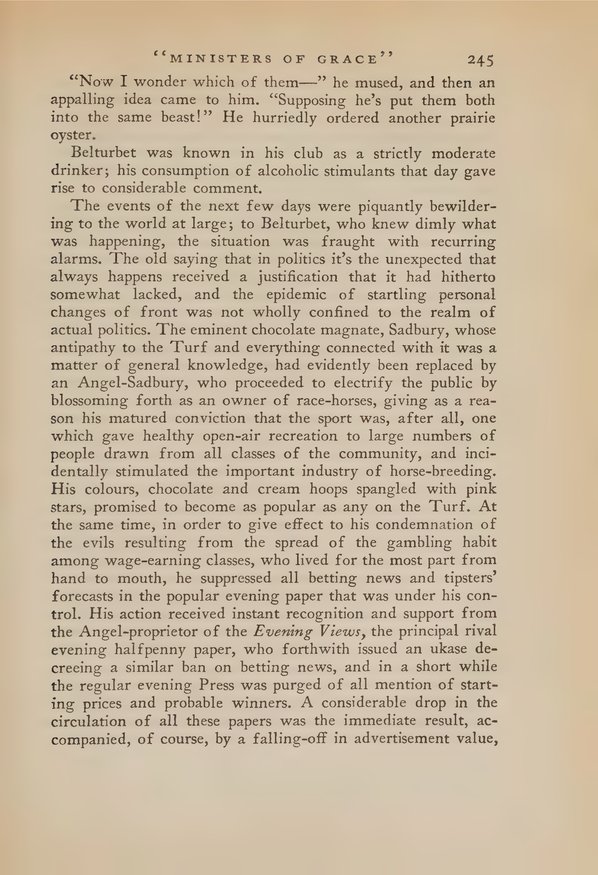 “MINISTERS OF GRACE” 245
“Now I wonder which of them—” he mused, and then an
appalling idea came to him. “Supposing he’s put them both
into the same beast!” He hurriedly ordered another prairie
oyster.
Belturbet was known in his club as a strictly moderate
drinker; his consumption of alcoholic stimulants that day gave
rise to considerable comment.
The events of the next few days were piquantly bewilder-
ing to the world at large; to Belturbet, who knew dimly what
was happening, the situation was fraught with recurring
alarms. The old saying that in politics it’s the unexpected that
always happens received a justification that it had hitherto
somewhat lacked, and the epidemic of startling personal
changes of front was not wholly confined to the realm of
actual politics. The eminent chocolate magnate, Sadbury, whose
antipathy to the Turf and everything connected with it was a
matter of general knowledge, had evidently been replaced by
an Angel-Sadbury, who proceeded to electrify the public by
blossoming forth as an owner of race-horses, giving as a rea-
son his matured conviction that the sport was, after all, one
which gave healthy open-air recreation to large numbers of
people drawn from all classes of the community, and inci-
dentally stimulated the important industry of horse-breeding.
His colours, chocolate and cream hoops spangled with pink
stars, promised to become as popular as any on the Turf. At
the same time, in order to give effect to his condemnation of
the evils resulting from the spread of the gambling habit
among wage-earning classes, who lived for the most part from
hand to mouth, he suppressed all betting news and tipsters’
forecasts in the popular evening paper that was under his con-
trol. His action received instant recognition and support from
the Angel-proprietor of the Evening Views, the principal rival
evening halfpenny paper, who forthwith issued an ukase de-
creeing a similar ban on betting news, and in a short while
the regular evening Press was purged of all mention of start-
ing prices and probable winners. A considerable drop in the
circulation of all these papers was the immediate result, ac-
companied, of course, by a falling-off in advertisement value,